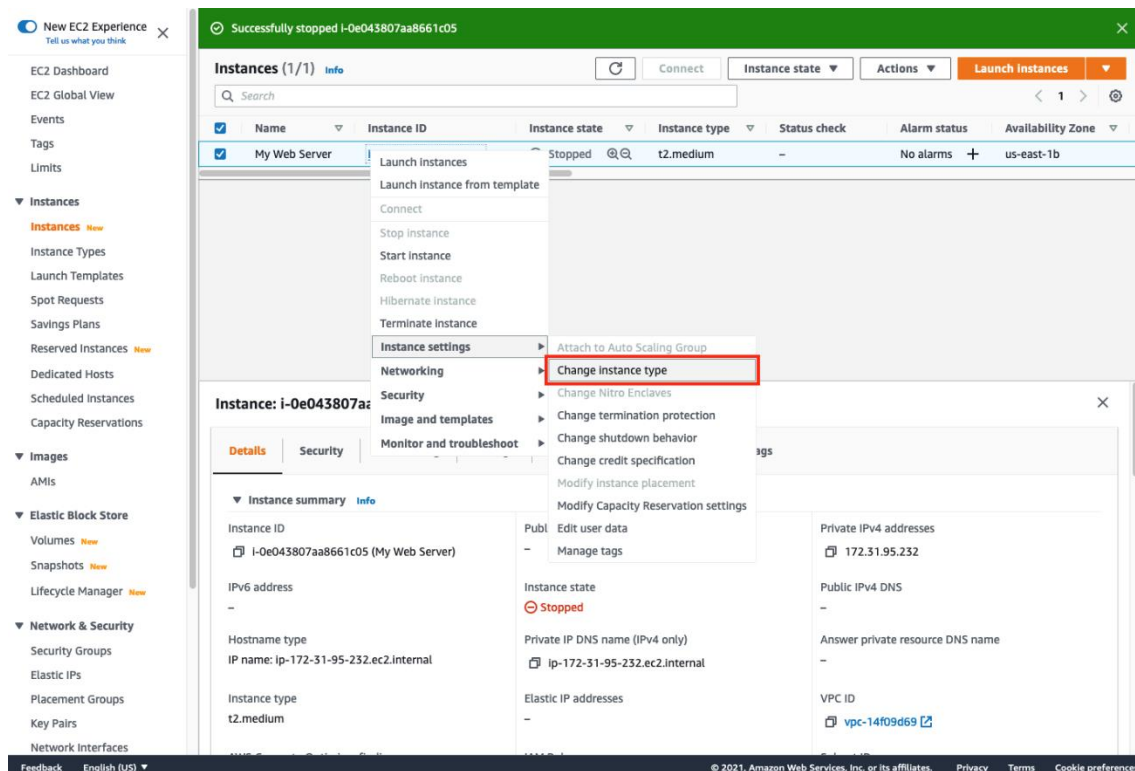 New EC2 Experience
Tell us what you think
EC2 Dashboard
EC2 Global View
Events
Tags
Limits
Instances
Instances New
Instance Types
Launch Templates
Spot Requests
Savings Plans
Reserved Instances New
Dedicated Hosts
Scheduled Instances
Capacity Reservations
Images
AMIs
Elastic Block Store
Volumes New
Snapshots New
Lifecycle Manager New
Network & Security
Security Groups
Elastic IPs
Placement Groups
Key Pairs
Network Interfaces
Successfully stopped i-0e043807aa8661c05
Instances (1/1) Info
Connect
Instance state
Actions
Launch instances
Search
1
Name Instance ID Instance state Instance type Status check Alarm status Availability Zone
My Web Server Stopped t2.medium – No alarms + us-east-1b
Launch instances
Launch instance from template
Connect
Stop instance
Start instance
Reboot instance
Hibernate instance
Terminate instance
Instance settings
Networking
Security
Image and templates
Monitor and troubleshoot
Attach to Auto Scaling Group
Change instance type
Change Nitro Enclaves
Change termination protection
Change shutdown behavior
Change credit specification
Modify instance placement
Modify Capacity Reservation settings
Edit user data
Manage tags
Instance: i-0e043807aa
Details Security
Instance summary Info
Instance ID
i-0e043807aa8661c05 (My Web Server)
Publ
–
Private IPv4 addresses
172.31.95.232
IPv6 address
–
Instance state
Stopped
Public IPv4 DNS
–
Hostname type
IP name: ip-172-31-95-232.ec2.internal
Private IP DNS name (IPv4 only)
ip-172-31-95-232.ec2.internal
Answer private resource DNS name
–
Instance type
t2.medium
Elastic IP addresses
–
VPC ID
vpc-14f09d69
Feedback English (US) © 2021, Amazon Web Services, Inc. or its affiliates. Privacy Terms Cookie preferences